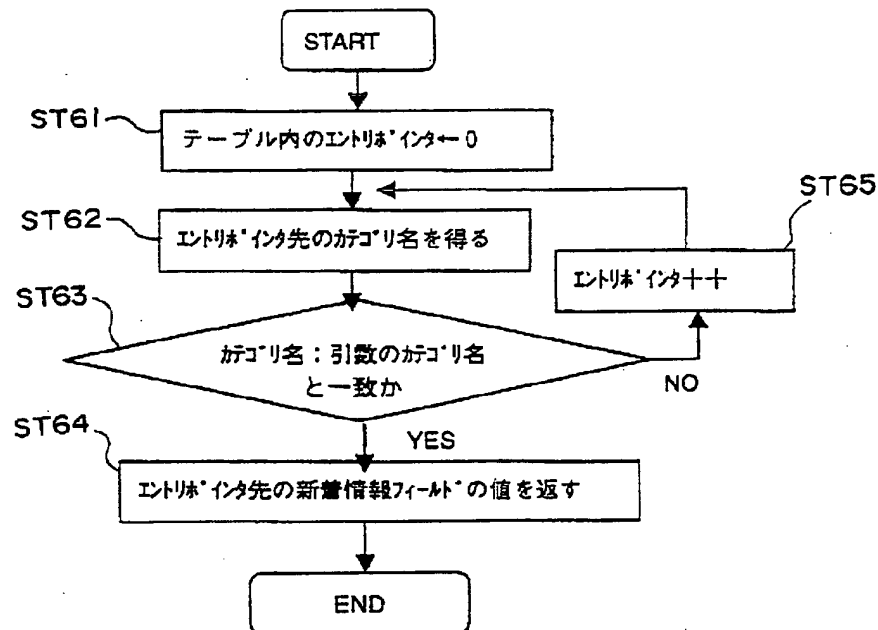 START
ST61
テーブル内のエントリポインタ←0
ST62
エントリポインタ先のカテゴリ名を得る
ST65
エントリポインタ++
ST63
カテゴリ名:引数のカテゴリ名
と一致か
NO
YES
ST64
エントリポインタ先の新着情報フィールドの値を返す
END